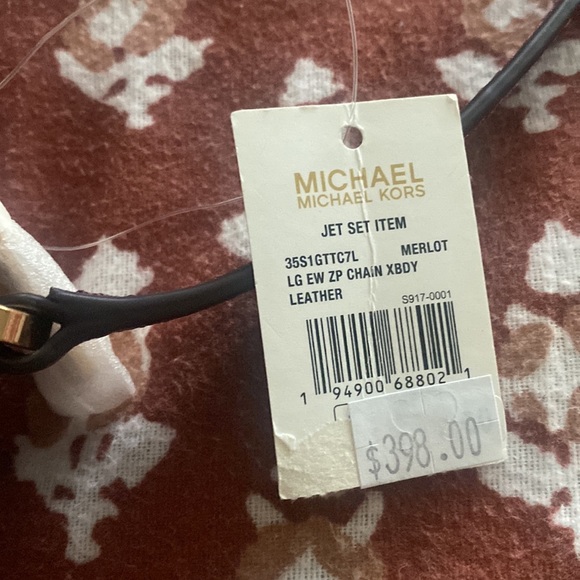 MICHAEL
MICHAEL KORS
JET SET ITEM
35S1GTTC7L MERLOT
LG EW ZP CHAIN XBDY
LEATHER
S917-0001
1 94900 68802 1
$398.00